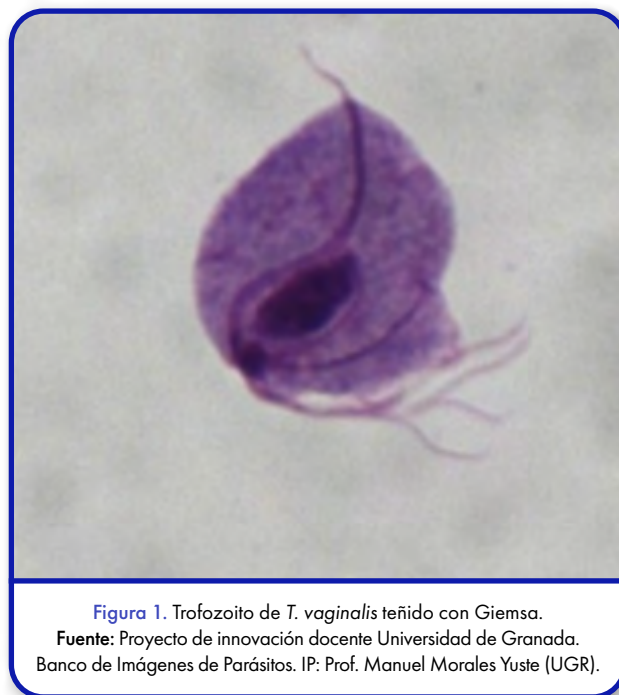 Figura 1. Trofozoito de T. vaginalis teñido con Giemsa.
Fuente: Proyecto de innovación docente Universidad de Granada.
Banco de Imágenes de Parásitos. IP: Prof. Manuel Morales Yuste (UGR).